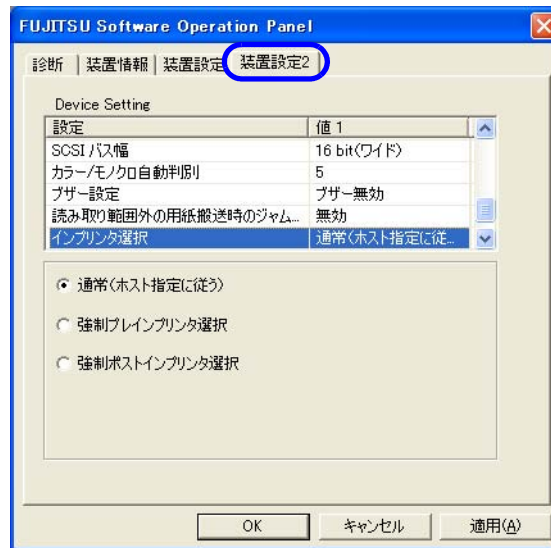 FUJITSU Software Operation Panel
診断 装置情報 装置設定 装置設定2
Device Setting
設定 値 1
SCSI バス幅 16 bit(ワイド)
カラー/モノクロ自動判別 5
ブザー設定 ブザー無効
読み取り範囲外の用紙搬送時のジャム... 無効
インプリンタ選択 通常(ホスト指定に従...
通常(ホスト指定に従う)
強制プレインプリンタ選択
強制ポストインプリンタ選択
OK キャンセル 適用(A)